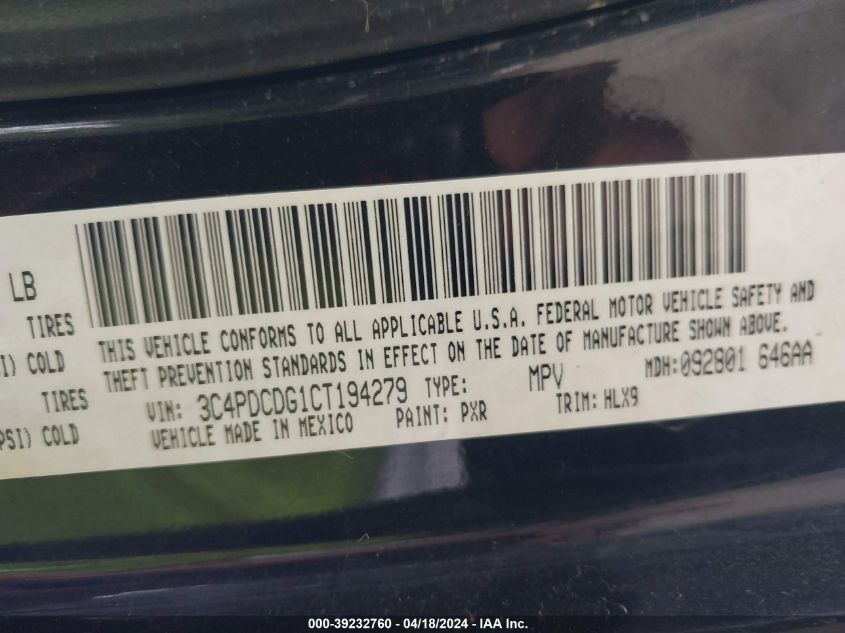 LB
TIRES
I) COLD
TIRES
PSI) COLD
THIS VEHICLE CONFORMS TO ALL APPLICABLE U.S.A. FEDERAL MOTOR VEHICLE SAFETY AND
THEFT PREVENTION STANDARDS IN EFFECT ON THE DATE OF MANUFACTURE SHOWN ABOVE.
VIN: 3C4PDCDG1CT194279 TYPE: MPV MDH:092801 646AA
VEHICLE MADE IN MEXICO PAINT: PXR TRIM: HLX9
000-39232760 - 04/18/2024 - IAA Inc.